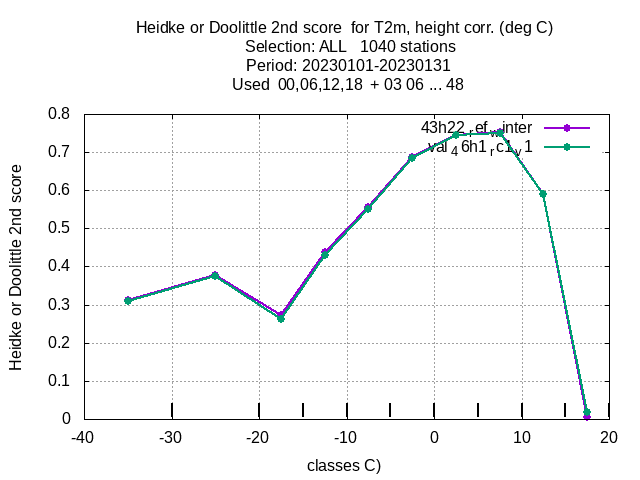 Heidke or Doolittle 2nd score  for T2m, height corr. (deg C)
Selection: ALL   1040 stations
Period: 20230101-20230131
Used  00,06,12,18  + 03 06 ... 48
43h22_ref_winter
val_46h1_rc1_v1
Heidke or Doolittle 2nd score
0.8
0.7
0.6
0.5
0.4
0.3
0.2
0.1
0
-40 -30 -20 -10 0 10 20
classes C)